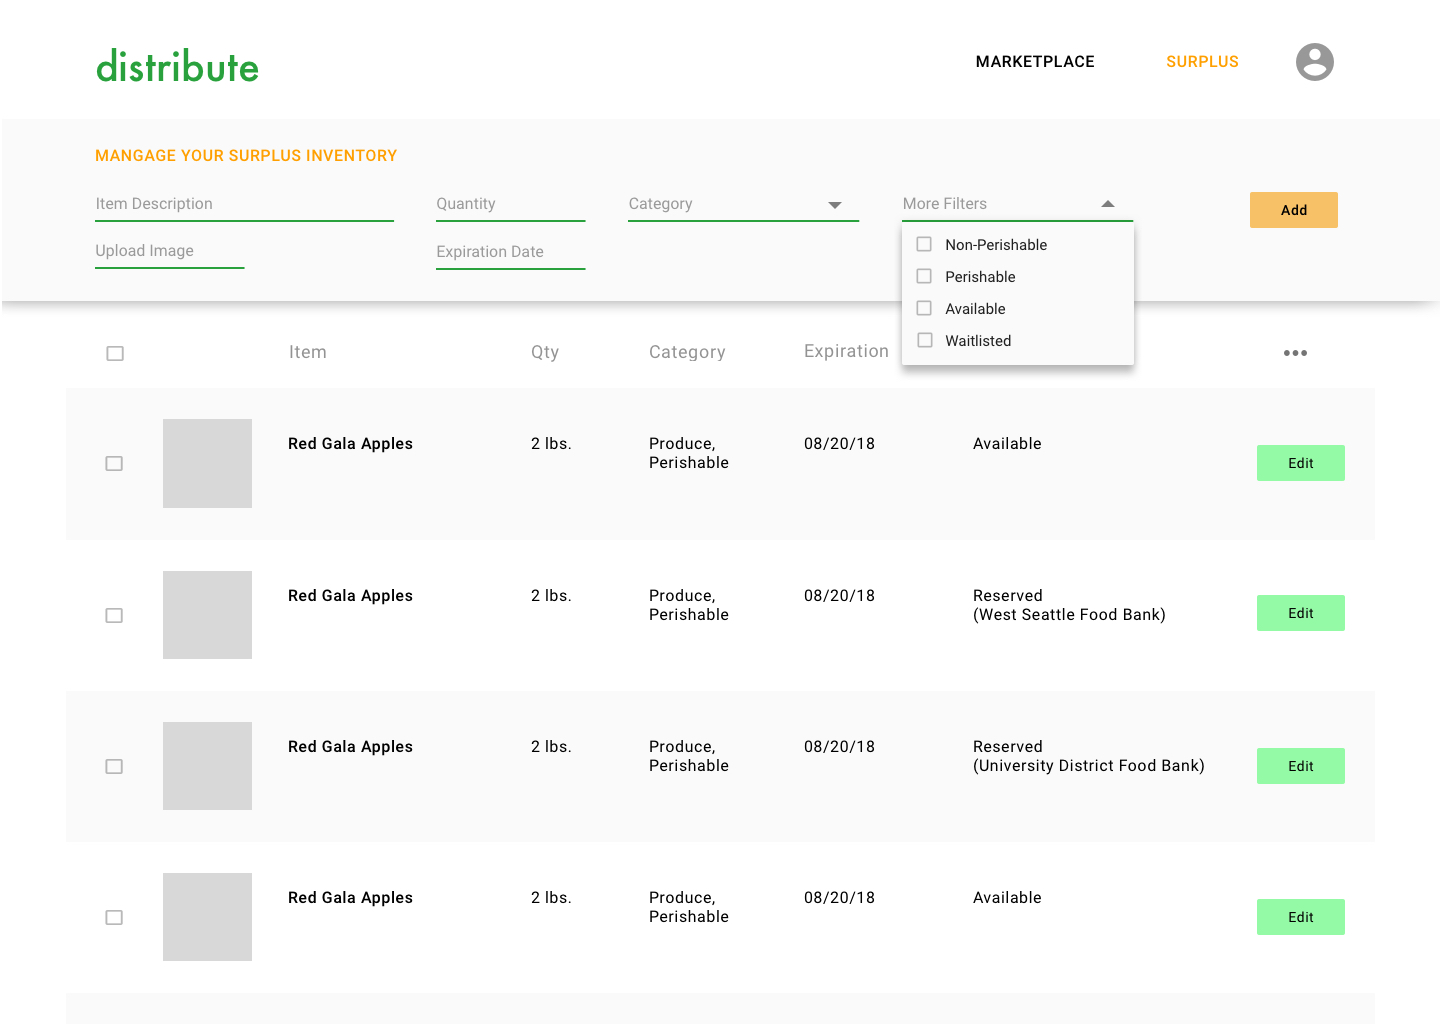 distribute
MARKETPLACE
SURPLUS
MANGAGE YOUR SURPLUS INVENTORY
Item Description
Quantity
Category
More Filters
Add
Upload Image
Expiration Date
Non-Perishable
Perishable
Available
Waitlisted
Item
Qty
Category
Expiration
Red Gala Apples
2 lbs.
Produce,
Perishable
08/20/18
Available
Edit
Red Gala Apples
2 lbs.
Produce,
Perishable
08/20/18
Reserved
(West Seattle Food Bank)
Edit
Red Gala Apples
2 lbs.
Produce,
Perishable
08/20/18
Reserved
(University District Food Bank)
Edit
Red Gala Apples
2 lbs.
Produce,
Perishable
08/20/18
Available
Edit